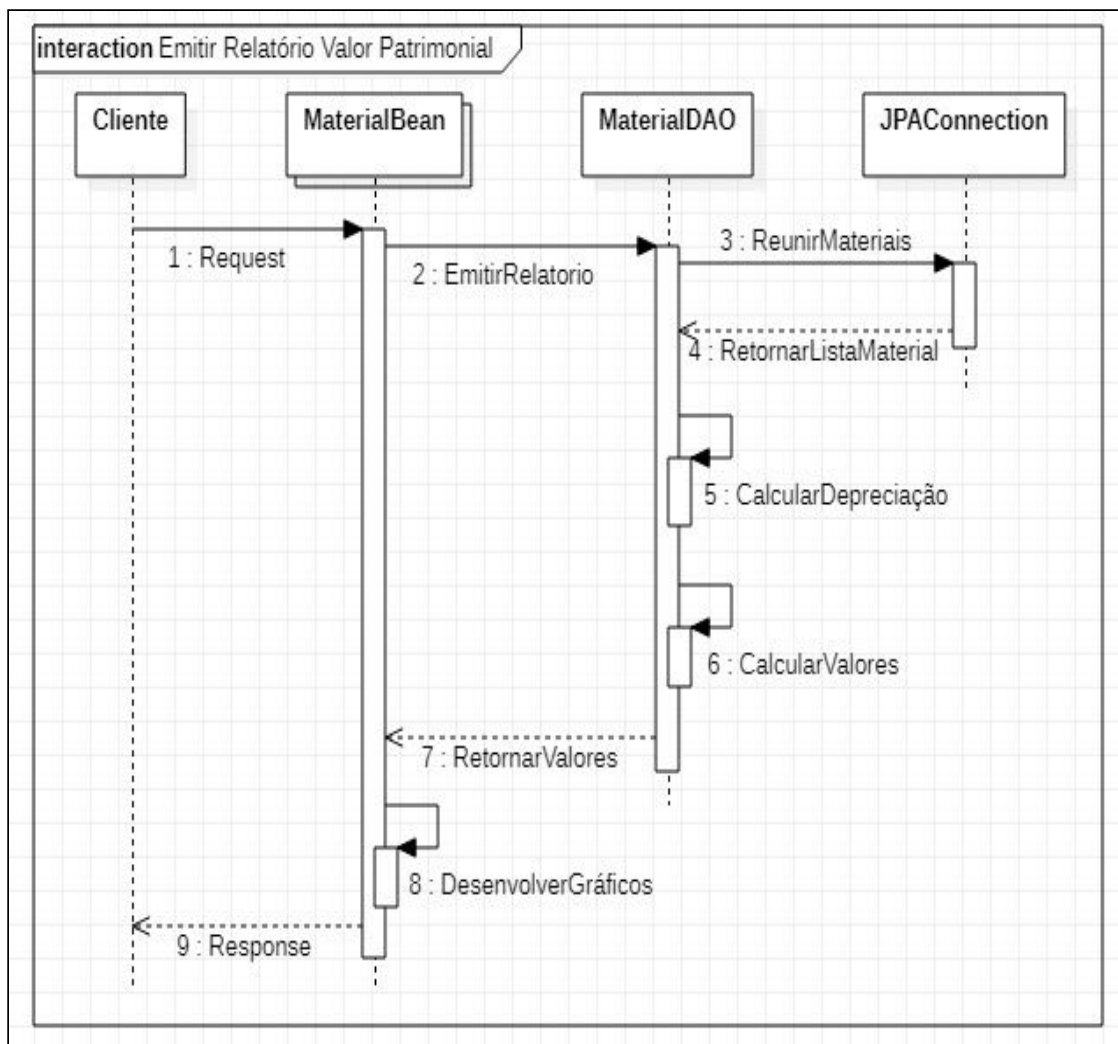 interaction Emitir Relatório Valor Patrimonial
Cliente
MaterialBean
MaterialDAO
JPAConnection
1 : Request
2 : EmitirRelatorio
3 : ReunirMateriais
4 : RetornarListaMaterial
5 : CalcularDepreciação
6 : CalcularValores
7 : RetornarValores
8 : DesenvolverGráficos
9 : Response